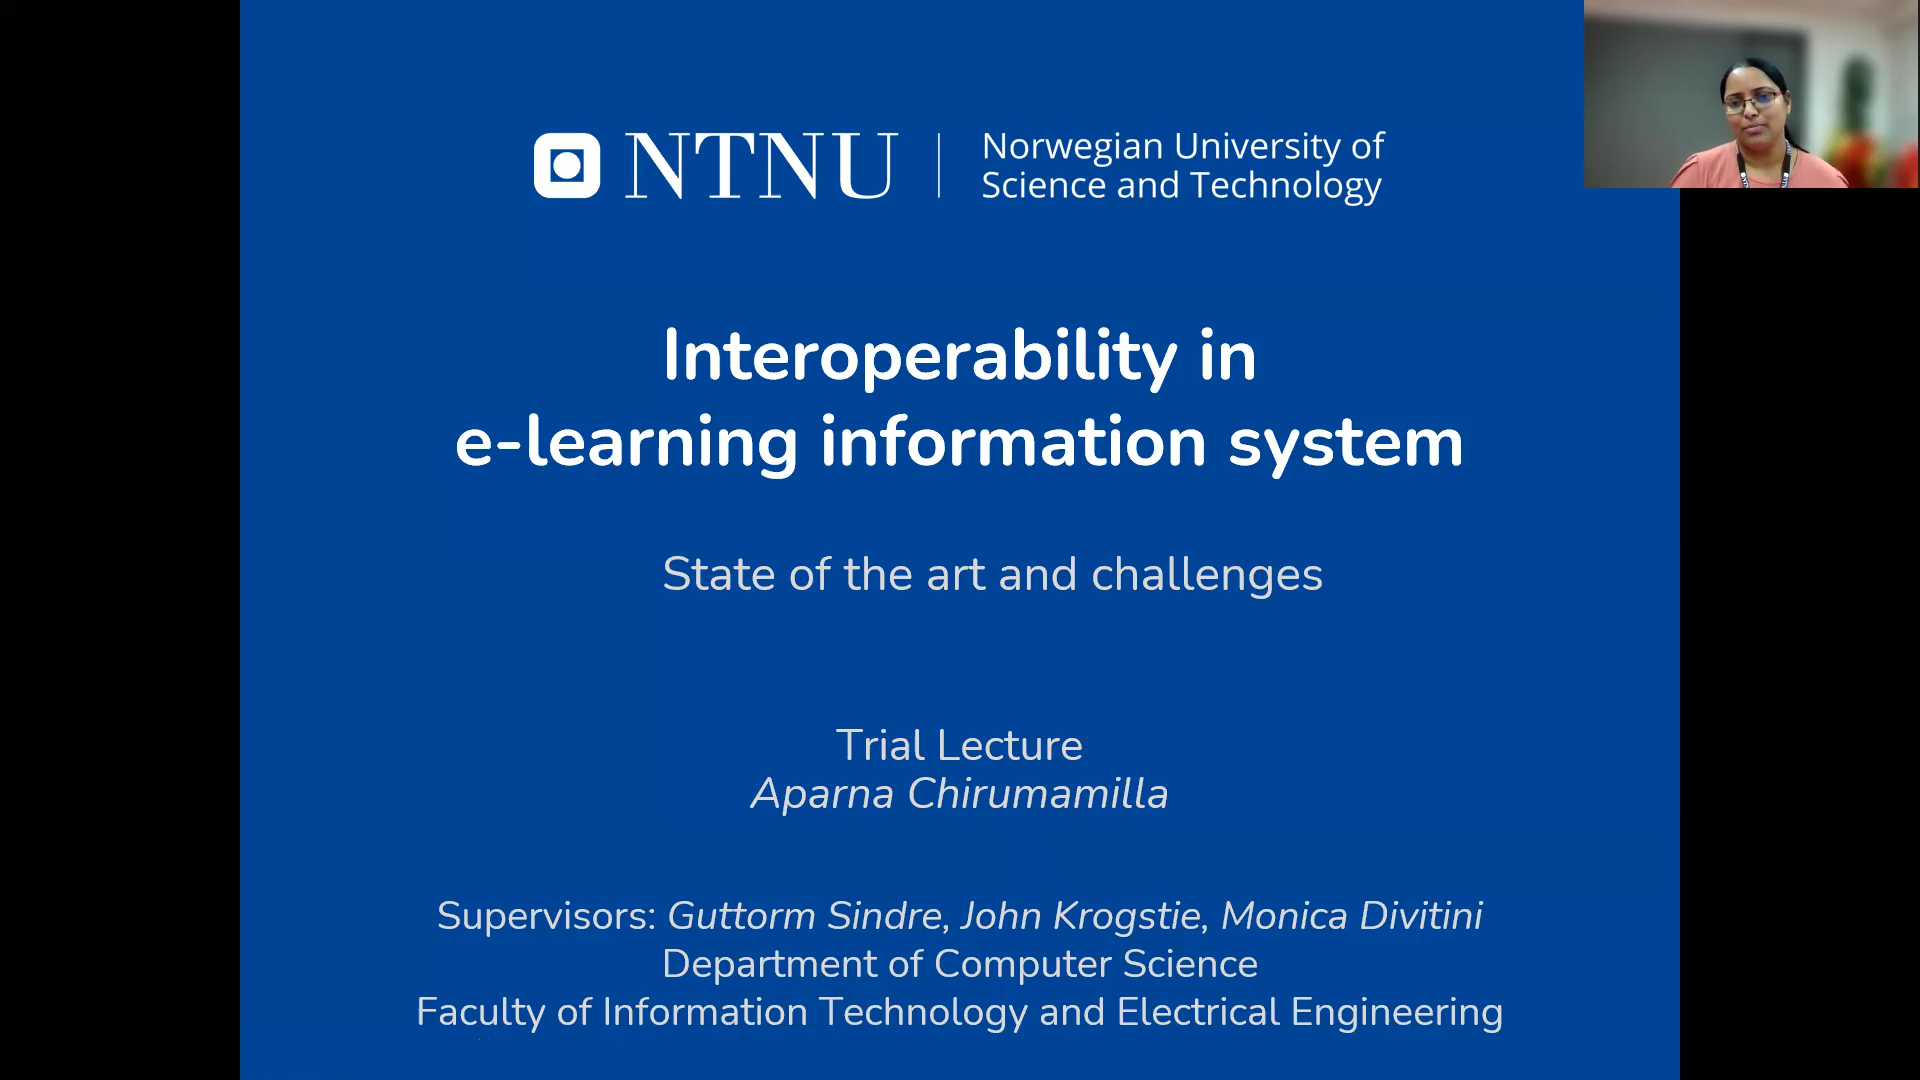 NTNU
Norwegian University of
Science and Technology
Interoperability in
e-learning information system
State of the art and challenges
Trial Lecture
Aparna Chirumamilla
Supervisors: Guttorm Sindre, John Krogstie, Monica Divitini
Department of Computer Science
Faculty of Information Technology and Electrical Engineering